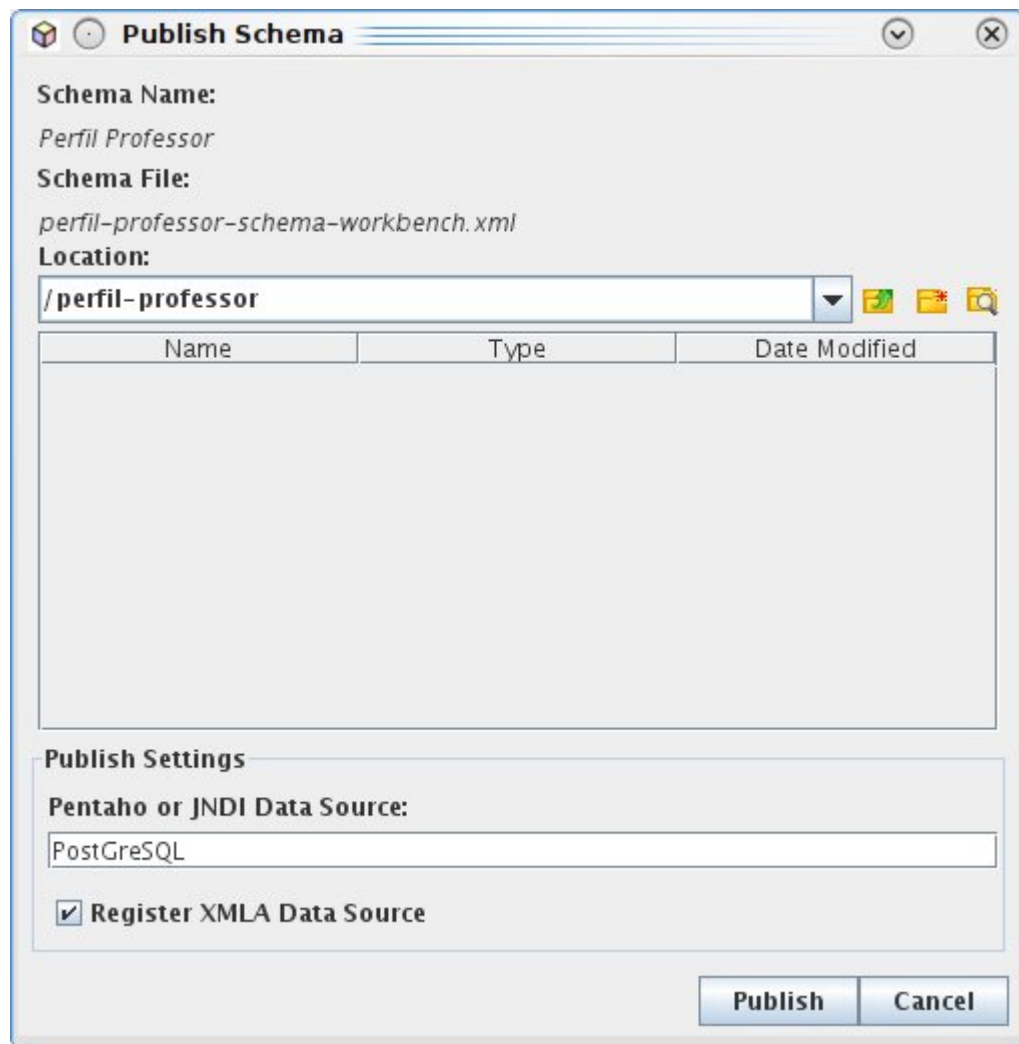 Publish Schema
Schema Name:
Perfil Professor
Schema File:
perfil-professor-schema-workbench.xml
Location:
/perfil-professor
Name Type Date Modified
Publish Settings
Pentaho or JNDI Data Source:
PostGreSQL
Register XMLA Data Source
Publish Cancel